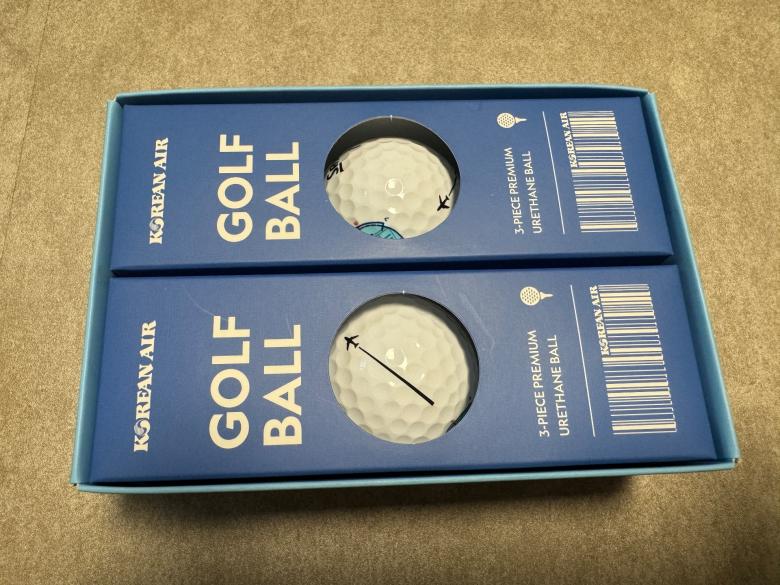 KOREAN AIR
GOLF
BALL
3-PIECE PREMIUM
URETHANE BALL
KOREAN AIR
KOREAN AIR
GOLF
BALL
3-PIECE PREMIUM
URETHANE BALL
KOREAN AIR